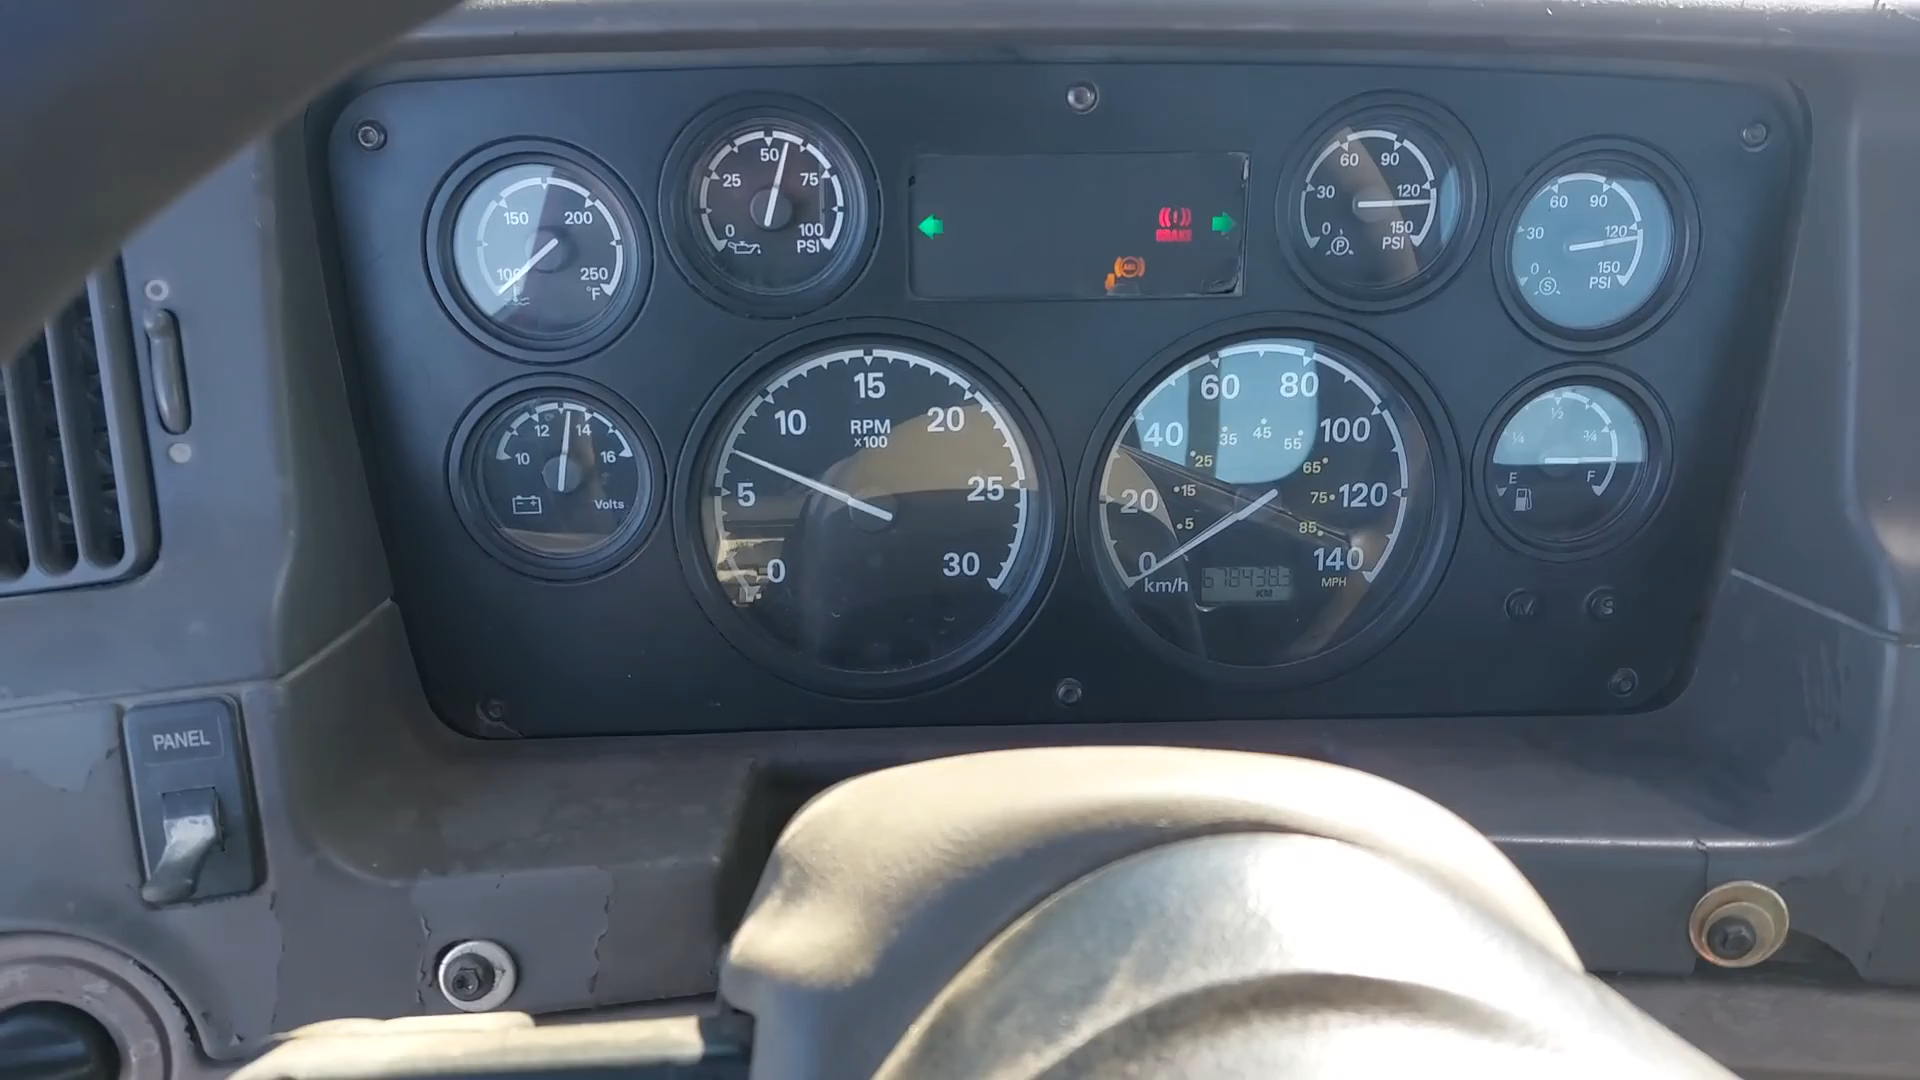 150 200
100 250
°F
50
25 75
0 100
PSI
BRAKE
ABS
60 90
30 120
0 150
P PSI
60 90
30 120
0 150
S PSI
12 14
10 16
Volts
15
10 20
RPM
x100
5 25
0 30
60 80
40 100
35 45 55
25 65
20 15 75 120
5 85
0 140
km/h MPH
678438.3
KM
1/2
1/4 3/4
E F
M S
PANEL